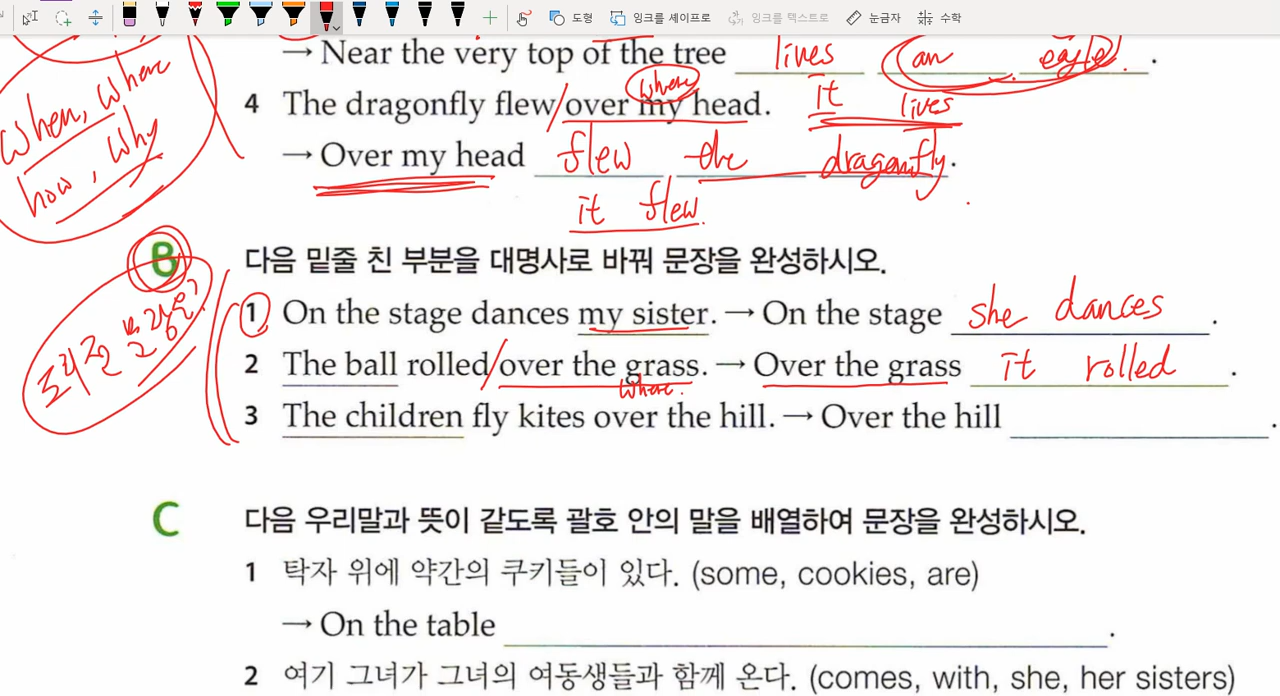 도형 잉크를 셰이프로 잉크를 텍스트로 눈금자 수학
→ Near the very top of the tree lives an eagle.
when, where
how, why
4 The dragonfly flew/over my head. it lives
where
→ Over my head flew the dragonfly.
it flew.
B 다음 밑줄 친 부분을 대명사로 바꿔 문장을 완성하시오.
1 On the stage dances my sister. → On the stage she dances.
2 The ball rolled/over the grass. → Over the grass it rolled.
where.
3 The children fly kites over the hill. → Over the hill .
C 다음 우리말과 뜻이 같도록 괄호 안의 말을 배열하여 문장을 완성하시오.
1 탁자 위에 약간의 쿠키들이 있다. (some, cookies, are)
→ On the table .
2 여기 그녀가 그녀의 여동생들과 함께 온다. (comes, with, she, her sisters)